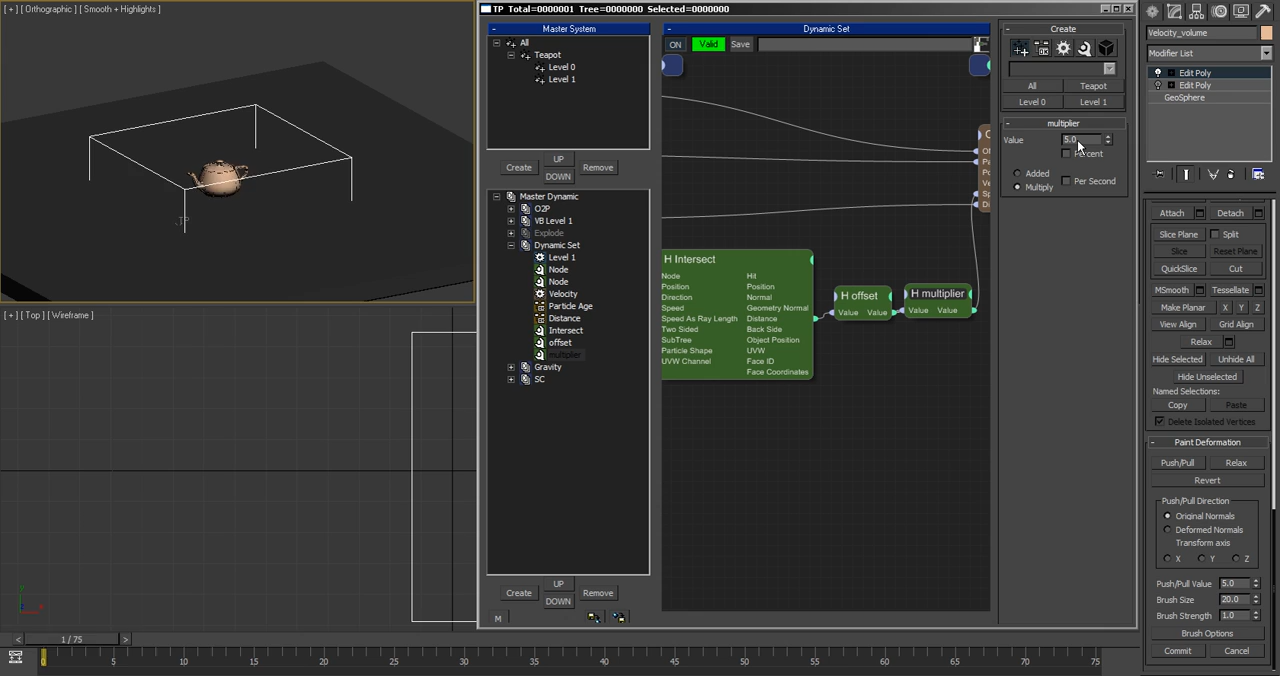 [ + ] [ Orthographic ] [ Smooth + Highlights ]
TP
[ + ] [ Top ] [ Wireframe ]
y
x
< 1 / 75 >
0 5 10 15 20 25 30 35 40 45 50 55 60 65 70 75
TP Total=0000001 Tree=0000000 Selected=0000000
- Master System
All
Teapot
Level 0
Level 1
Create UP Remove
DOWN
Master Dynamic
O2P
VB Level 1
Explode
Dynamic Set
Level 1
Node
Node
Velocity
Particle Age
Distance
Intersect
offset
multiplier
Gravity
SC
Create UP Remove
DOWN
M
- Dynamic Set
ON Valid Save
H Intersect
Node Hit
Position Position
Direction Normal
Speed Geometry Normal
Speed As Ray Length Distance
Two Sided Back Side
SubTree Object Position
Particle Shape UVW
UVW Channel Face ID
Face Coordinates
H offset
Value Value
H multiplier
Value Value
- Create
All Teapot
Level 0 Level 1
- multiplier
Value 5.0
Percent
Added
Multiply
Per Second
Velocity_volume
Modifier List
Edit Poly
Edit Poly
GeoSphere
Attach Detach
Slice Plane Split
Slice Reset Plane
QuickSlice Cut
MSmooth Tessellate
Make Planar X Y Z
View Align Grid Align
Relax
Hide Selected Unhide All
Hide Unselected
Named Selections:
Copy Paste
Delete Isolated Vertices
- Paint Deformation
Push/Pull Relax
Revert
Push/Pull Direction
Original Normals
Deformed Normals
Transform axis
X Y Z
Push/Pull Value 5.0
Brush Size 20.0
Brush Strength 1.0
Brush Options
Commit Cancel